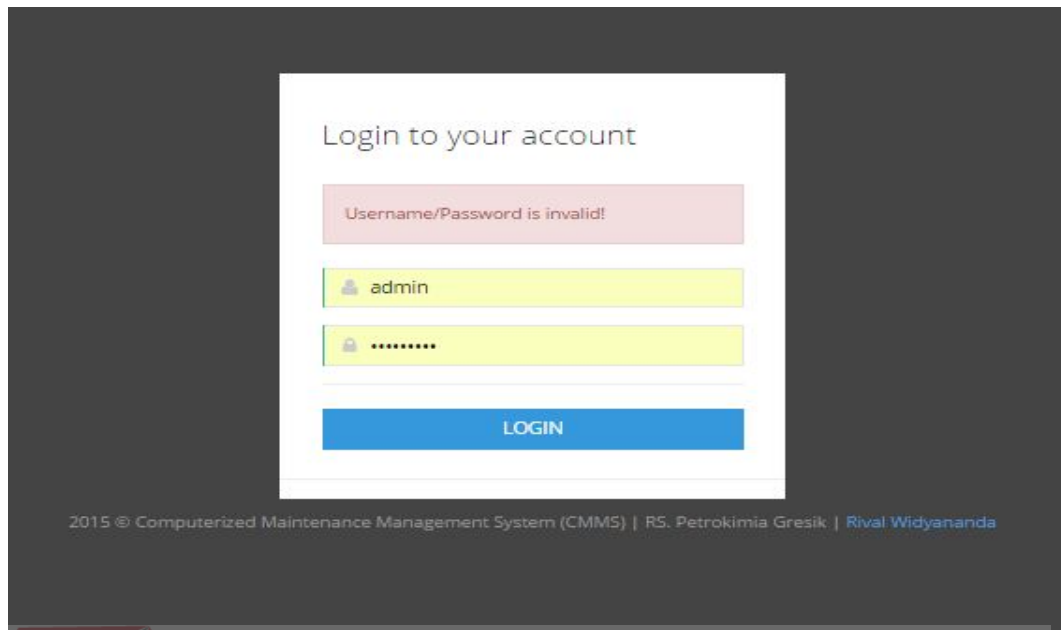 Login to your account
Username/Password is invalid!
admin
•••••••••
LOGIN
2015 © Computerized Maintenance Management System (CMMS) | RS. Petrokimia Gresik | Rival Widyananda